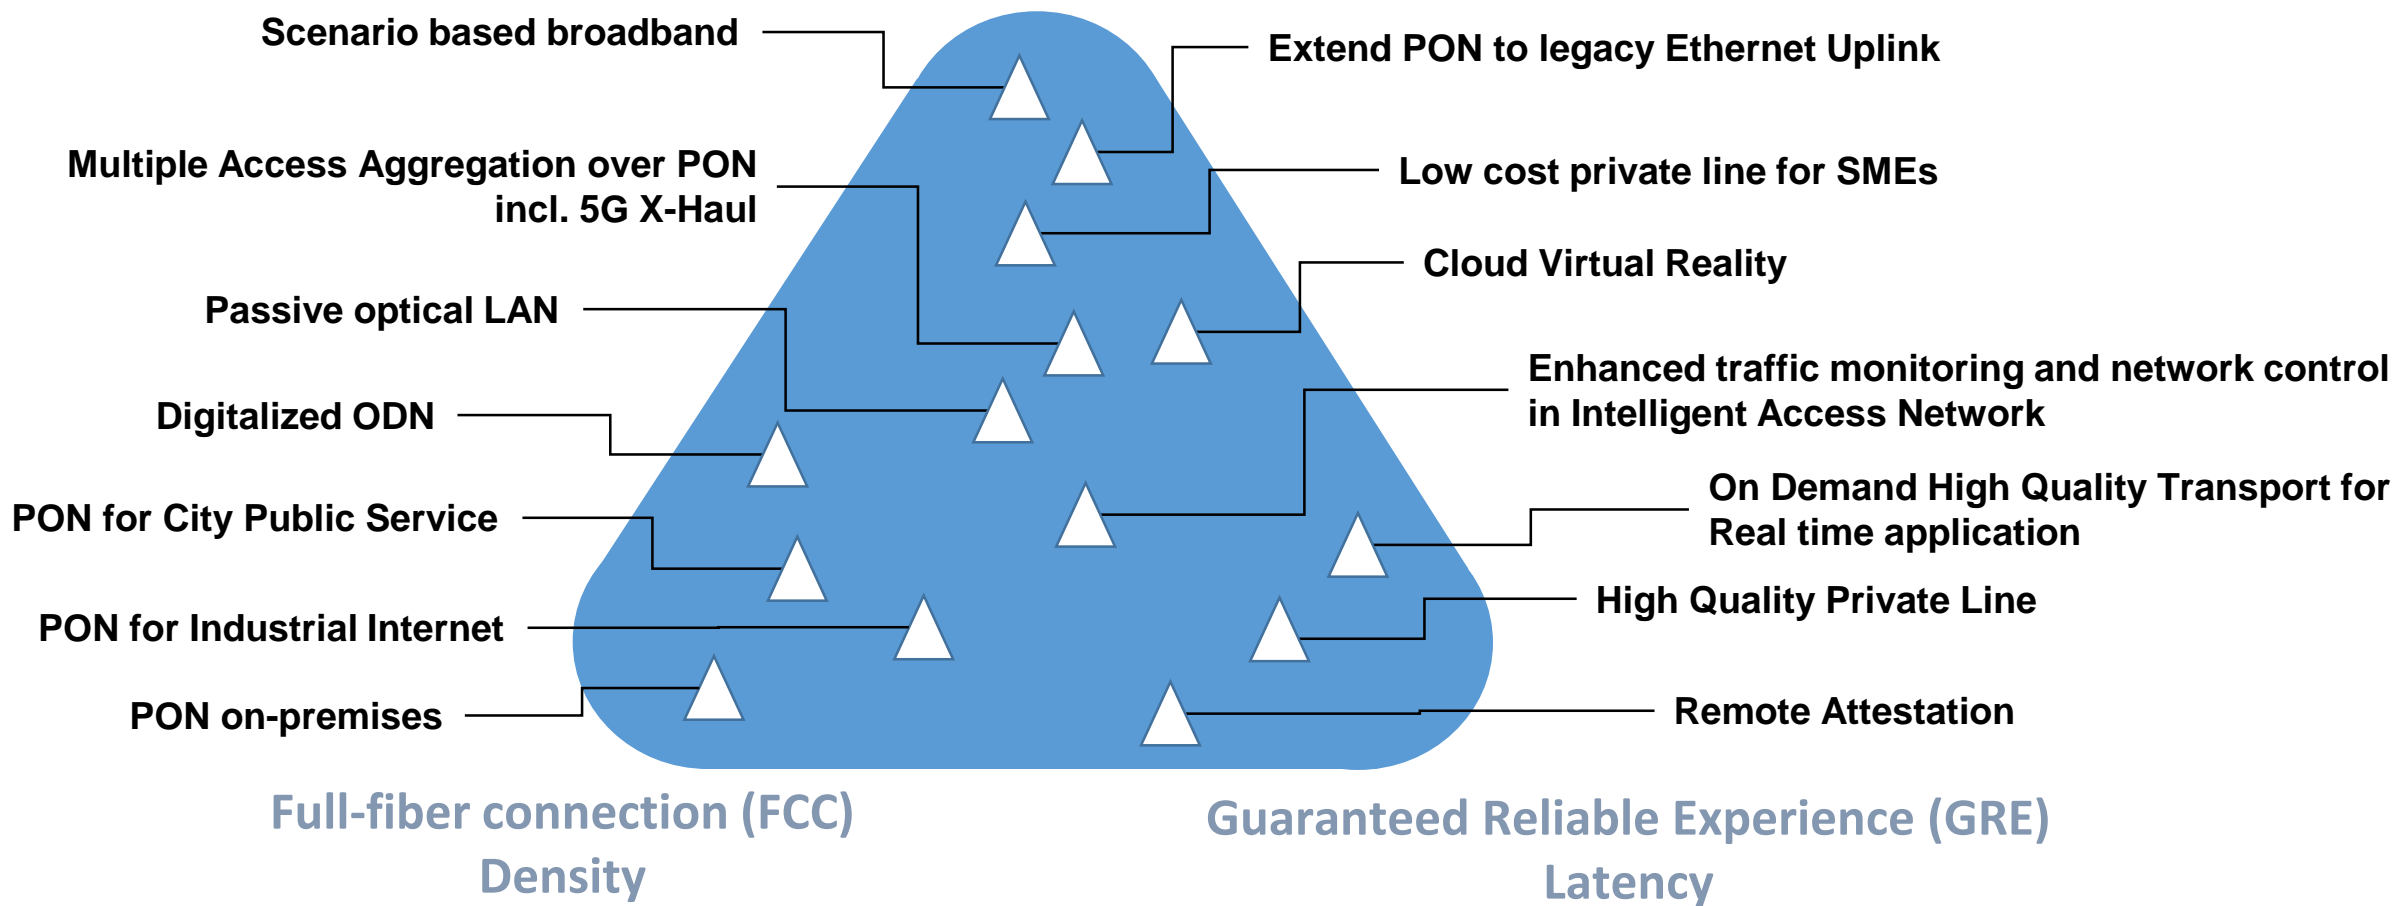 Scenario based broadband
Multiple Access Aggregation over PON
incl. 5G X-Haul
Passive optical LAN
Digitalized ODN
PON for City Public Service
PON for Industrial Internet
PON on-premises
Extend PON to legacy Ethernet Uplink
Low cost private line for SMEs
Cloud Virtual Reality
Enhanced traffic monitoring and network control
in Intelligent Access Network
On Demand High Quality Transport for
Real time application
High Quality Private Line
Remote Attestation
Full-fiber connection (FCC)
Density
Guaranteed Reliable Experience (GRE)
Latency